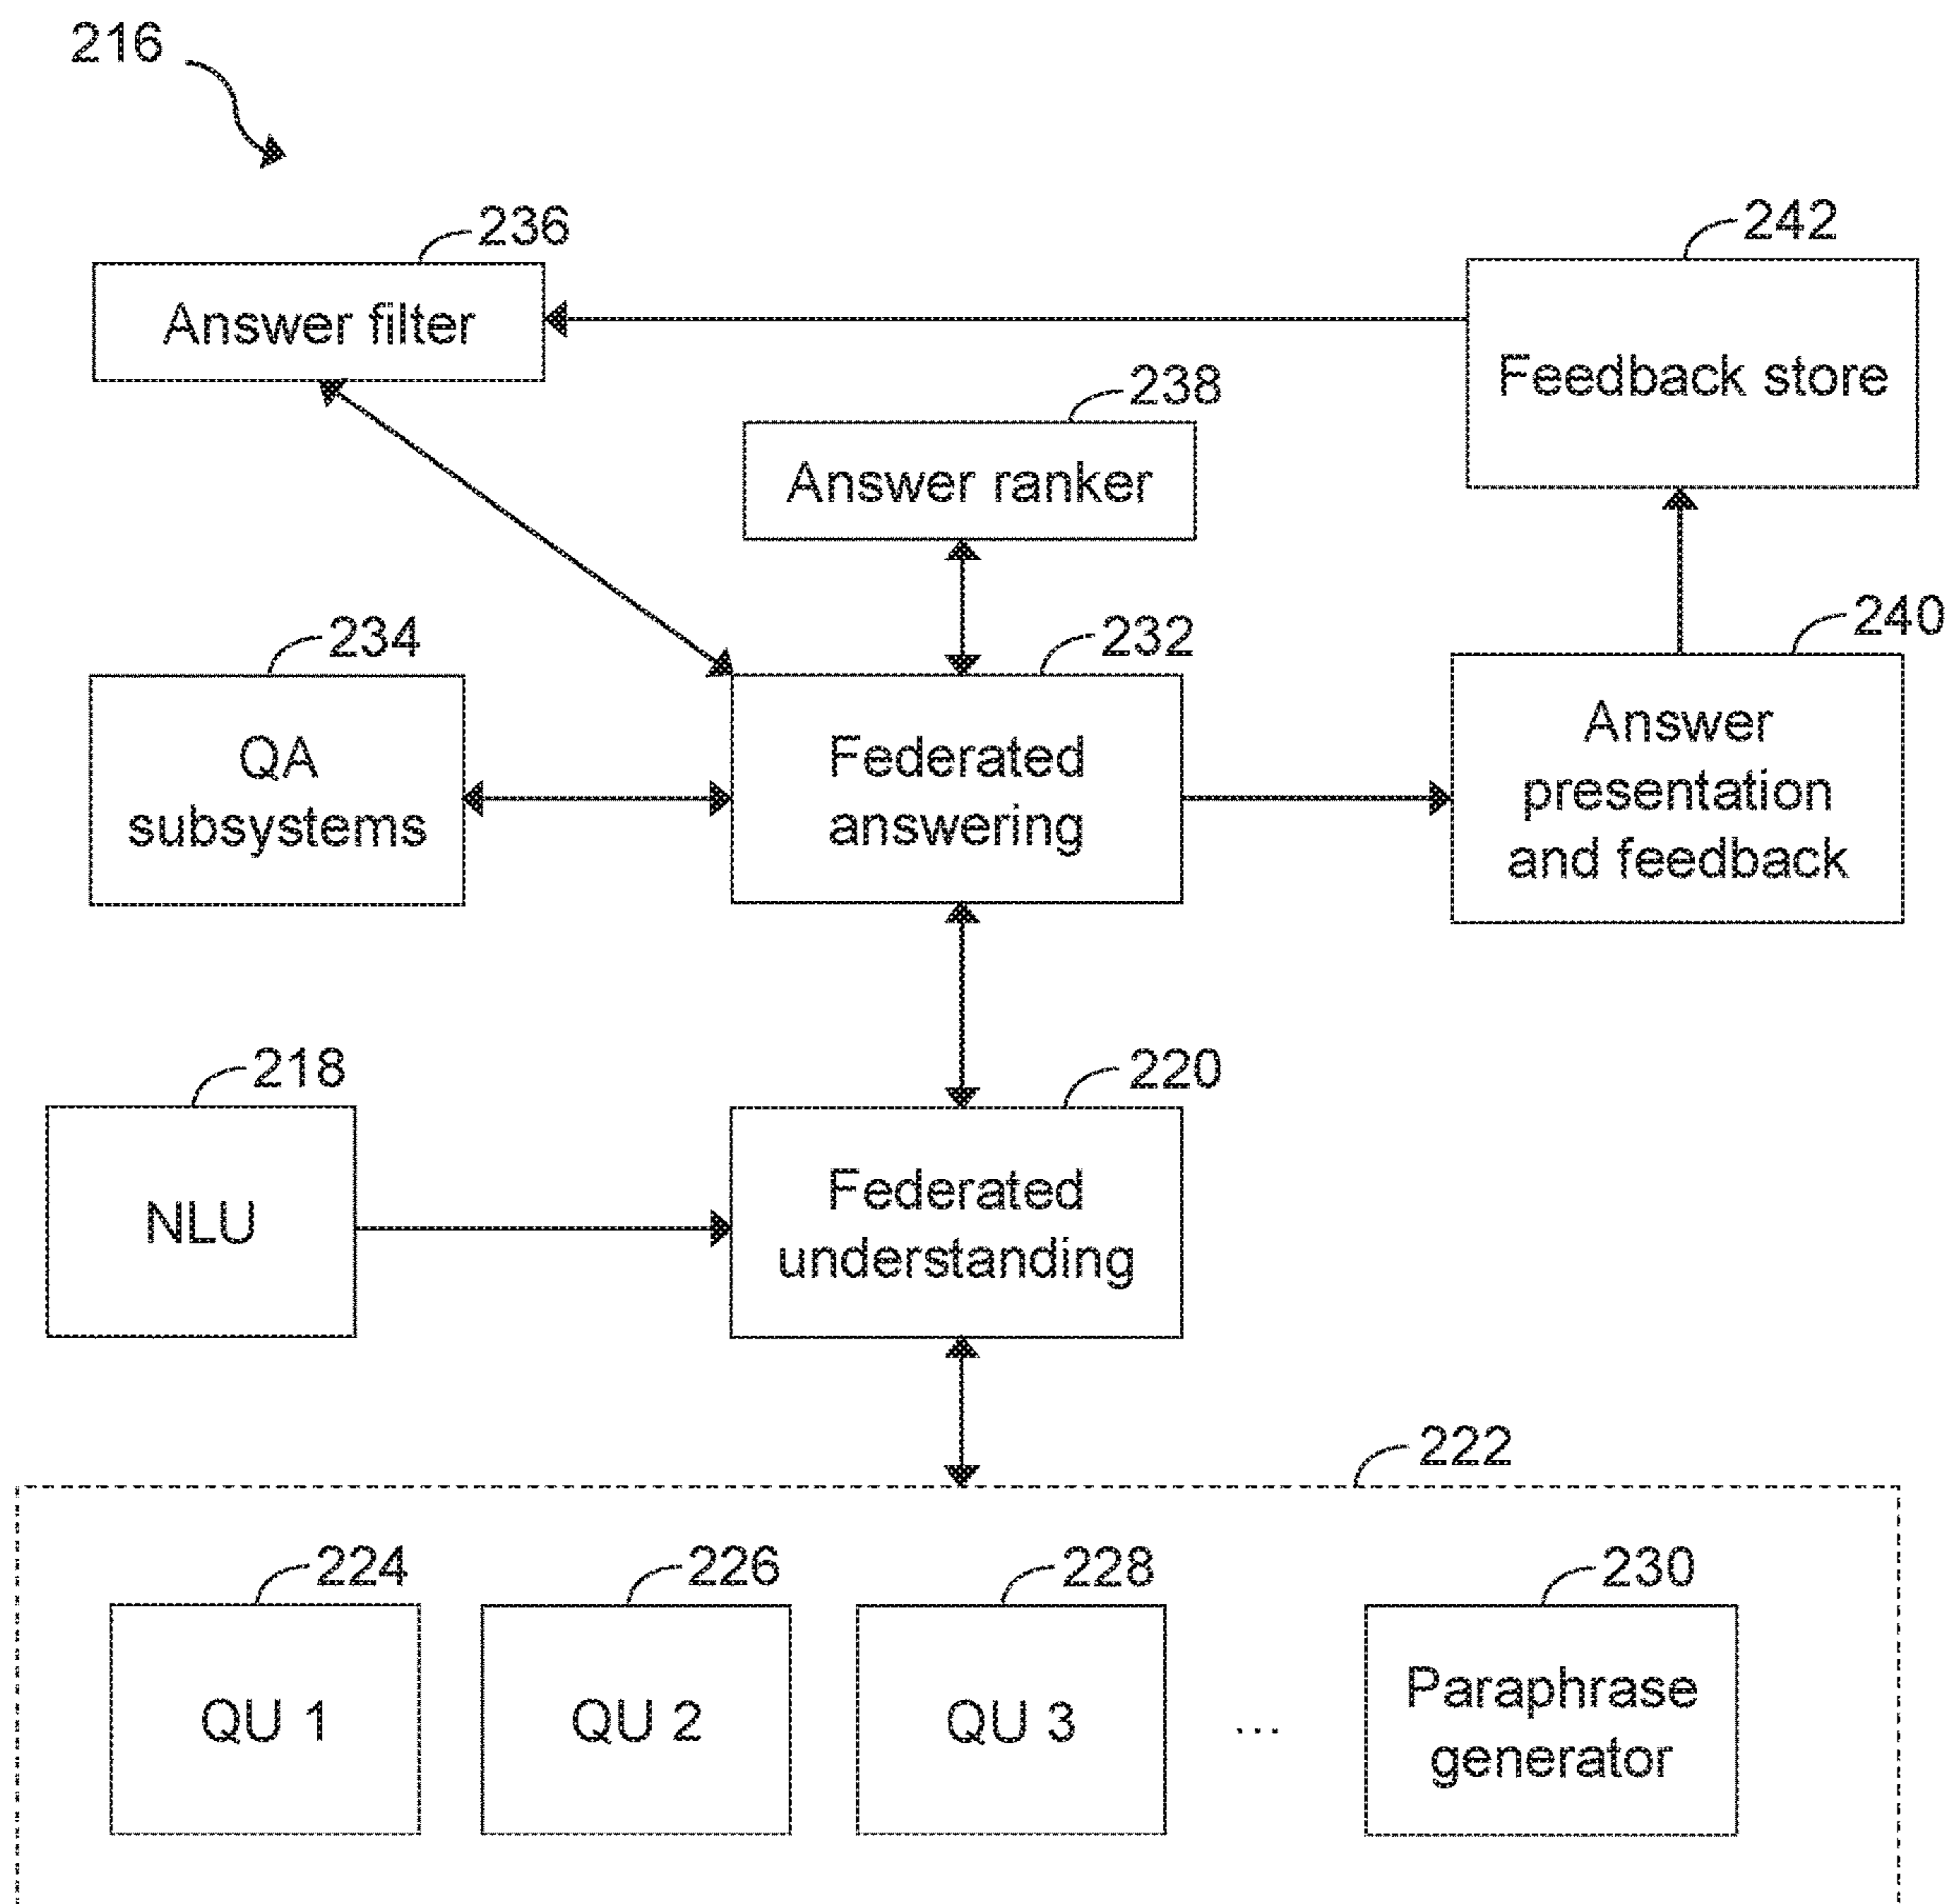 216
236
242
Answer filter
Feedback store
238
Answer ranker
234
232
240
QA
subsystems
Federated
answering
Answer
presentation
and feedback
218
220
NLU
Federated
understanding
222
224
226
228
230
QU 1
QU 2
QU 3
...
Paraphrase
generator